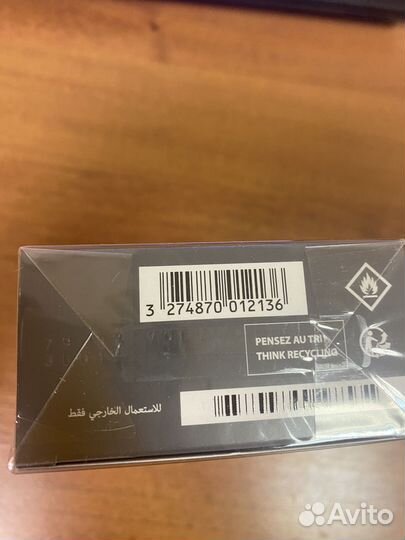 3 274870 012136
PENSEZ AU TRI
THINK RECYCLING
للاستعمال الخارجي فقط
Avito